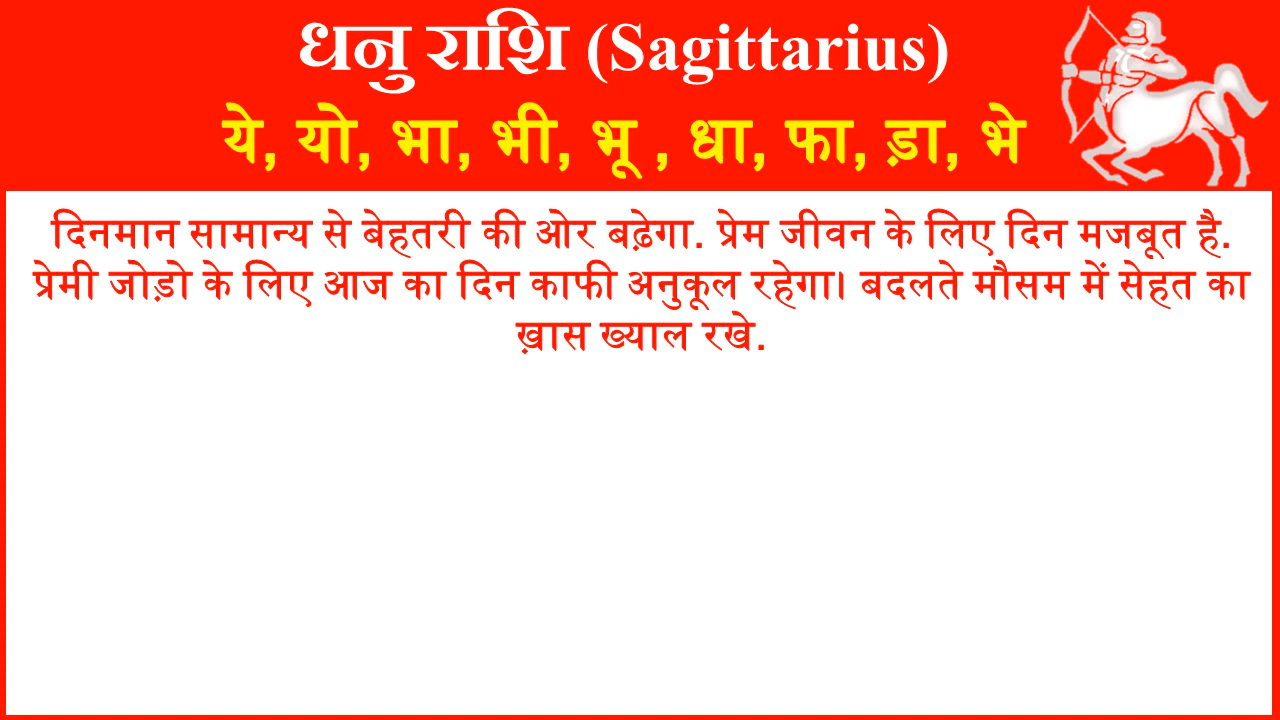 धनु राशि (Sagittarius)
ये, यो, भा, भी, भू , धा, फा, ड़ा, भे
दिनमान सामान्य से बेहतरी की ओर बढ़ेगा. प्रेम जीवन के लिए दिन मजबूत है.
प्रेमी जोड़ो के लिए आज का दिन काफी अनुकूल रहेगा। बदलते मौसम में सेहत का
ख़ास ख्याल रखे.